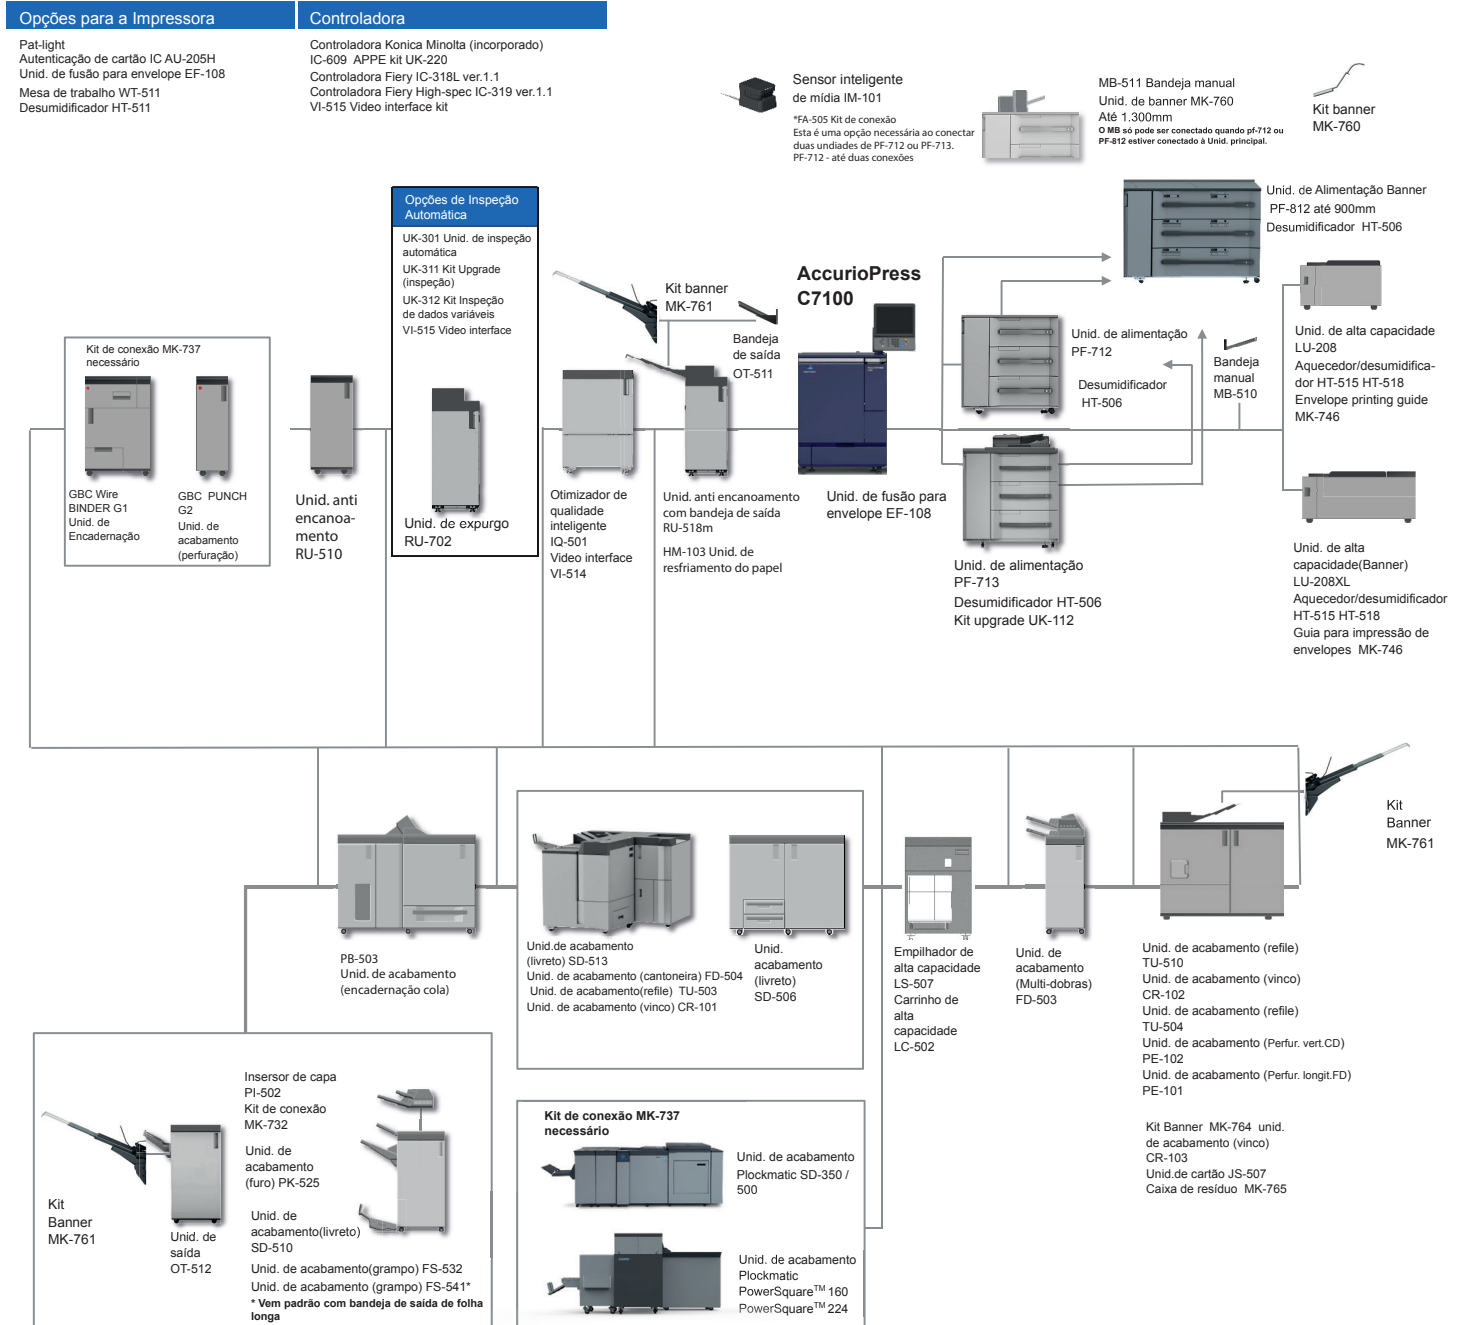 Opções para a Impressora
Pat-light
Autenticação de cartão IC AU-205H
Unid. de fusão para envelope EF-108
Mesa de trabalho WT-511
Desumidificador HT-511
Controladora
Controladora Konica Minolta (incorporado)
IC-609 APPE kit UK-220
Controladora Fiery IC-318L ver.1.1
Controladora Fiery High-spec IC-319 ver.1.1
VI-515 Video interface kit
Sensor inteligente
de mídia IM-101
*FA-505 Kit de conexão
Esta é uma opção necessária ao conectar
duas undiades de PF-712 ou PF-713.
PF-712 - até duas conexões
MB-511 Bandeja manual
Unid. de banner MK-760
Até 1.300mm
O MB só pode ser conectado quando pf-712 ou
PF-812 estiver conectado à Unid. principal.
Kit banner
MK-760
Unid. de Alimentação Banner
PF-812 até 900mm
Desumidificador HT-506
Opções de Inspeção
Automática
UK-301 Unid. de inspeção
automática
UK-311 Kit Upgrade
(inspeção)
UK-312 Kit Inspeção
de dados variáveis
VI-515 Video interface
Unid. de expurgo
RU-702
Kit banner
MK-761
Bandeja
de saída
OT-511
AccurioPress
C7100
Unid. de alimentação
PF-712
Desumidificador
HT-506
Bandeja
manual
MB-510
Unid. de alta capacidade
LU-208
Aquecedor/desumidifica-
dor HT-515 HT-518
Envelope printing guide
MK-746
Kit de conexão MK-737
necessário
GBC Wire
BINDER G1
Unid. de
Encadernação
GBC PUNCH
G2
Unid. de
acabamento
(perfuração)
Unid. anti
encanoa-
mento
RU-510
Otimizador de
qualidade
inteligente
IQ-501
Video interface
VI-514
Unid. anti encanoamento
com bandeja de saída
RU-518m
HM-103 Unid. de
resfriamento do papel
Unid. de fusão para
envelope EF-108
Unid. de alimentação
PF-713
Desumidificador HT-506
Kit upgrade UK-112
Unid. de alta
capacidade(Banner)
LU-208XL
Aquecedor/desumidificador
HT-515 HT-518
Guia para impressão de
envelopes MK-746
Kit
Banner
MK-761
PB-503
Unid. de acabamento
(encadernação cola)
Unid.de acabamento
(livreto) SD-513
Unid. de acabamento (cantoneira) FD-504
Unid. de acabamento(refile) TU-503
Unid. de acabamento (vinco) CR-101
Unid.
acabamento
(livreto)
SD-506
Empilhador de
alta capacidade
LS-507
Carrinho de
alta
capacidade
LC-502
Unid. de
acabamento
(Multi-dobras)
FD-503
Unid. de acabamento (refile)
TU-510
Unid. de acabamento (vinco)
CR-102
Unid. de acabamento (refile)
TU-504
Unid. de acabamento (Perfur. vert.CD)
PE-102
Unid. de acabamento (Perfur. longit.FD)
PE-101
Kit Banner MK-764 unid.
de acabamento (vinco)
CR-103
Unid.de cartão JS-507
Caixa de resíduo MK-765
Kit
Banner
MK-761
Unid. de
saída
OT-512
Insersor de capa
PI-502
Kit de conexão
MK-732
Unid. de
acabamento
(furo) PK-525
Unid. de
acabamento(livreto)
SD-510
Unid. de acabamento(grampo) FS-532
Unid. de acabamento (grampo) FS-541*
* Vem padrão com bandeja de saída de folha
longa
Kit de conexão MK-737
necessário
Unid. de acabamento
Plockmatic SD-350 /
500
Unid. de acabamento
Plockmatic
PowerSquare™ 160
PowerSquare™ 224